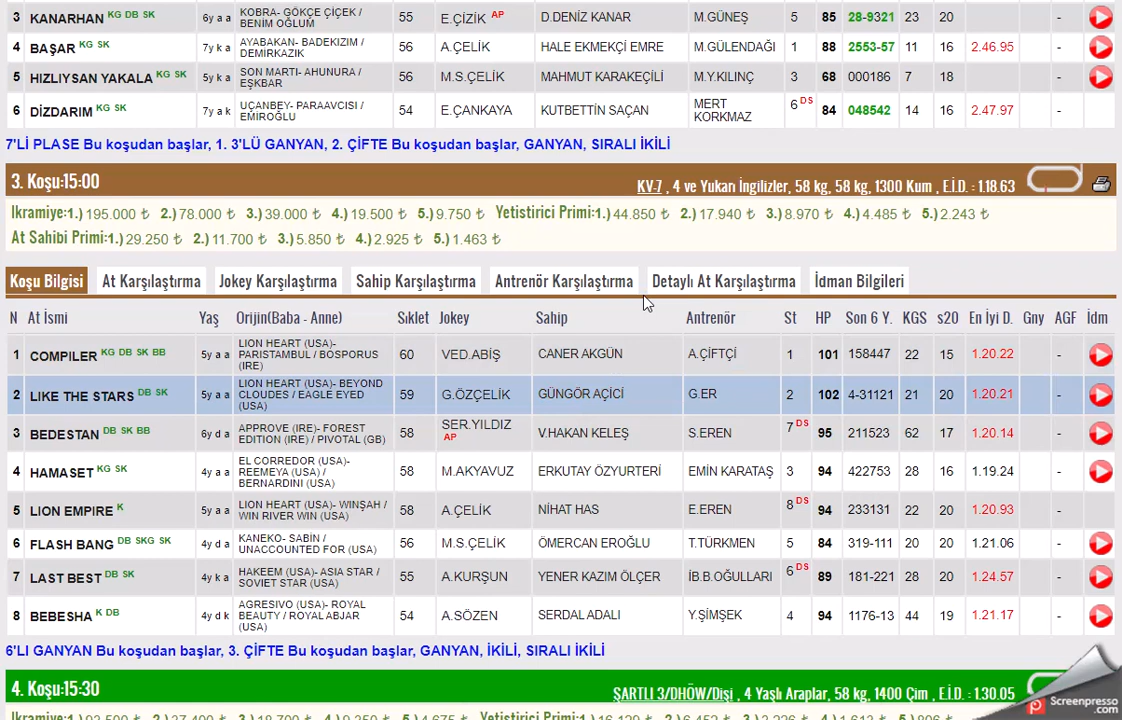 3 KANARHAN KG DB SK 6y a a KOBRA- GÖKÇE ÇİÇEK / BENİM OĞLUM 55 E.ÇİZİK AP D.DENİZ KANAR M.GÜNEŞ 5 85 28-9321 23 20 -
4 BAŞAR KG SK 7y k a AYABAKAN- BADEKIZIM / DEMİRKAZIK 56 A.ÇELİK HALE EKMEKÇİ EMRE M.GÜLENDAĞI 1 88 2553-57 11 16 2.46.95 -
5 HIZLIYSAN YAKALA KG SK 5y k a SON MARTI- AHUNURA / EŞKBAR 56 M.S.ÇELİK MAHMUT KARAKEÇİLİ M.Y.KILINÇ 3 68 000186 7 18 -
6 DİZDARIM KG SK 7y a k UÇANBEY- PARAAVCISI / EMİROĞLU 54 E.ÇANKAYA KUTBETTİN SAÇAN MERT KORKMAZ 6 DS 84 048542 14 16 2.47.97 -
7'Lİ PLASE Bu koşudan başlar, 1. 3'LÜ GANYAN, 2. ÇİFTE Bu koşudan başlar, GANYAN, SIRALI İKİLİ
3. Koşu:15:00 KV-7 , 4 ve Yukarı İngilizler, 58 kg, 58 kg, 1300 Kum , E.İ.D. : 1.18.63
İkramiye:1.) 195.000 ₺ 2.) 78.000 ₺ 3.) 39.000 ₺ 4.) 19.500 ₺ 5.) 9.750 ₺ Yetiştirici Primi:1.) 44.850 ₺ 2.) 17.940 ₺ 3.) 8.970 ₺ 4.) 4.485 ₺ 5.) 2.243 ₺
At Sahibi Primi:1.) 29.250 ₺ 2.) 11.700 ₺ 3.) 5.850 ₺ 4.) 2.925 ₺ 5.) 1.463 ₺
Koşu Bilgisi At Karşılaştırma Jokey Karşılaştırma Sahip Karşılaştırma Antrenör Karşılaştırma Detaylı At Karşılaştırma İdman Bilgileri
N At İsmi Yaş Orijin(Baba - Anne) Sıklet Jokey Sahip Antrenör St HP Son 6 Y. KGS s20 En İyi D. Gny AGF İdm
1 COMPILER KG DB SK BB 5y a a LION HEART (USA)- PARISTAMBUL / BOSPORUS (IRE) 60 VED.ABİŞ CANER AKGÜN A.ÇİFTÇİ 1 101 158447 22 15 1.20.22 -
2 LIKE THE STARS DB SK 5y a a LION HEART (USA)- BEYOND CLOUDES / EAGLE EYED (USA) 59 G.ÖZÇELİK GÜNGÖR AÇİCİ G.ER 2 102 4-31121 21 20 1.20.21 -
3 BEDESTAN DB SK BB 6y d a APPROVE (IRE)- FOREST EDITION (IRE) / PIVOTAL (GB) 58 SER.YILDIZ AP V.HAKAN KELEŞ S.EREN 7 DS 95 211523 62 17 1.20.14 -
4 HAMASET KG SK 4y a a EL CORREDOR (USA)- REEMEYA (USA) / BERNARDINI (USA) 58 M.AKYAVUZ ERKUTAY ÖZYURTERİ EMİN KARATAŞ 3 94 422753 28 16 1.19.24 -
5 LION EMPIRE K 5y a a LION HEART (USA)- WINŞAH / WIN RIVER WIN (USA) 58 A.ÇELİK NİHAT HAS E.EREN 8 DS 94 233131 22 20 1.20.93 -
6 FLASH BANG DB SKG SK 4y d a KANEKO- SABİN / UNACCOUNTED FOR (USA) 56 M.S.ÇELİK ÖMERCAN EROĞLU T.TÜRKMEN 5 84 319-111 20 20 1.21.06 -
7 LAST BEST DB SK 4y k a HAKEEM (USA)- ASIA STAR / SOVIET STAR (USA) 55 A.KURŞUN YENER KAZIM ÖLÇER İB.B.OĞULLARI 6 DS 89 181-221 28 20 1.24.57 -
8 BEBESHA K DB 4y d k AGRESIVO (USA)- ROYAL BEAUTY / ROYAL ABJAR (USA) 54 A.SÖZEN SERDAL ADALI Y.ŞİMŞEK 4 94 1176-13 44 19 1.21.17 -
6'LI GANYAN Bu koşudan başlar, 3. ÇİFTE Bu koşudan başlar, GANYAN, İKİLİ, SIRALI İKİLİ
4. Koşu:15:30 ŞARTLI 3/DHÖW/Dişi , 4 Yaşlı Araplar, 58 kg, 1400 Çim , E.İ.D. : 1.30.05
Screenpresso
.com